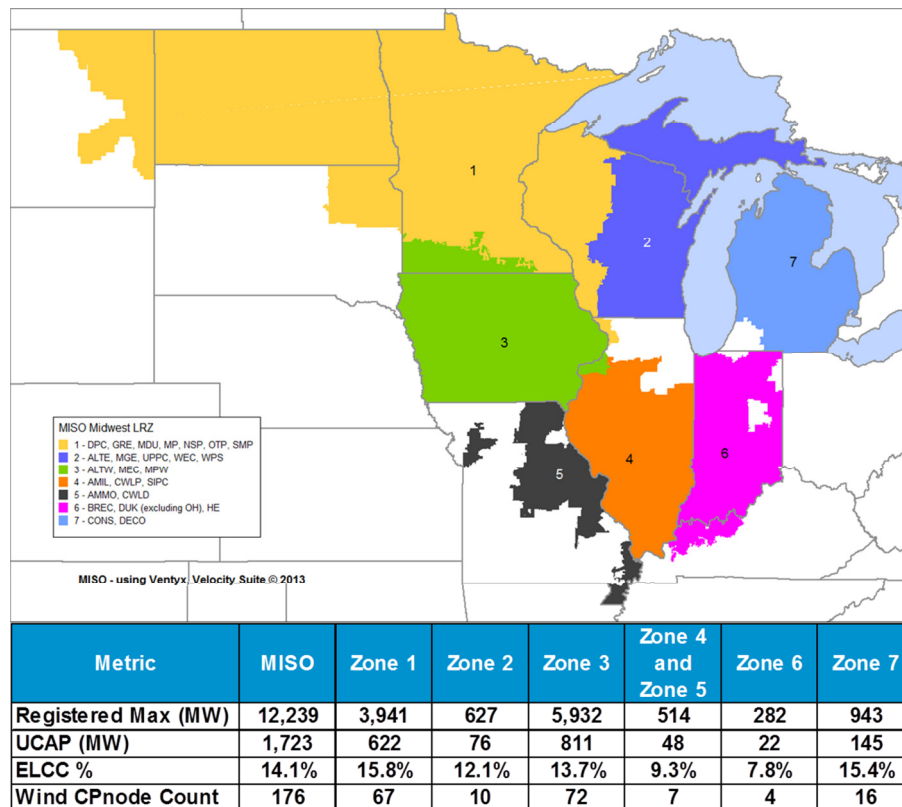 1
2
7
3
4
5
6
MISO Midwest LRZ
1 - DPC, GRE, MDU, MP, NSP, OTP, SMP
2 - ALTE, MGE, UPPC, WEC, WPS
3 - ALTW, MEC, MPW
4 - AMIL, CWLP, SIPC
5 - AMMO, CWLD
6 - BREC, DUK (excluding OH), HE
7 - CONS, DECO
MISO - using Ventyx, Velocity Suite © 2013
Metric MISO Zone 1 Zone 2 Zone 3 Zone 4 and Zone 5 Zone 6 Zone 7
Registered Max (MW) 12,239 3,941 627 5,932 514 282 943
UCAP (MW) 1,723 622 76 811 48 22 145
ELCC % 14.1% 15.8% 12.1% 13.7% 9.3% 7.8% 15.4%
Wind CPnode Count 176 67 10 72 7 4 16